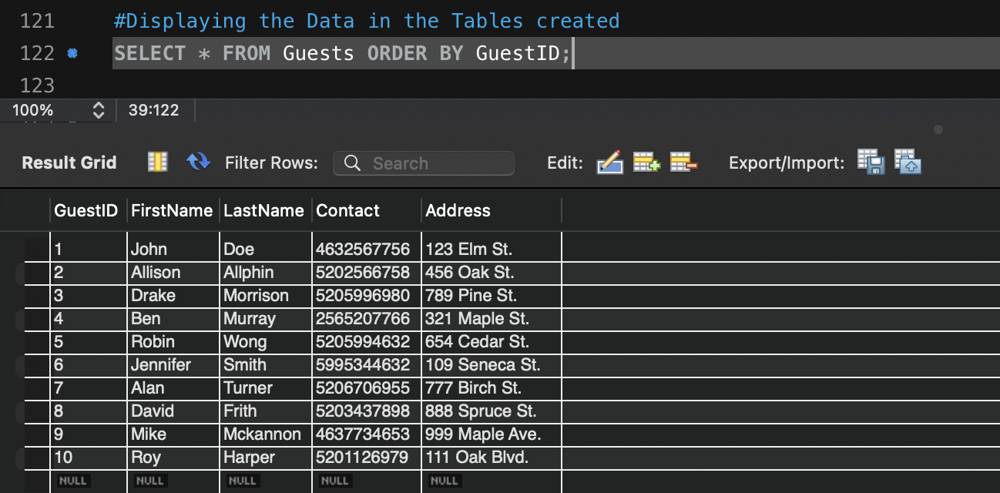 121 #Displaying the Data in the Tables created
122 SELECT * FROM Guests ORDER BY GuestID;
123
100% 39:122
Result Grid Filter Rows: Search Edit: Export/Import:
GuestID FirstName LastName Contact Address
1 John Doe 4632567756 123 Elm St.
2 Allison Allphin 5202566758 456 Oak St.
3 Drake Morrison 5205996980 789 Pine St.
4 Ben Murray 2565207766 321 Maple St.
5 Robin Wong 5205994632 654 Cedar St.
6 Jennifer Smith 5995344632 109 Seneca St.
7 Alan Turner 5206706955 777 Birch St.
8 David Frith 5203437898 888 Spruce St.
9 Mike Mckannon 4637734653 999 Maple Ave.
10 Roy Harper 5201126979 111 Oak Blvd.
NULL NULL NULL NULL NULL